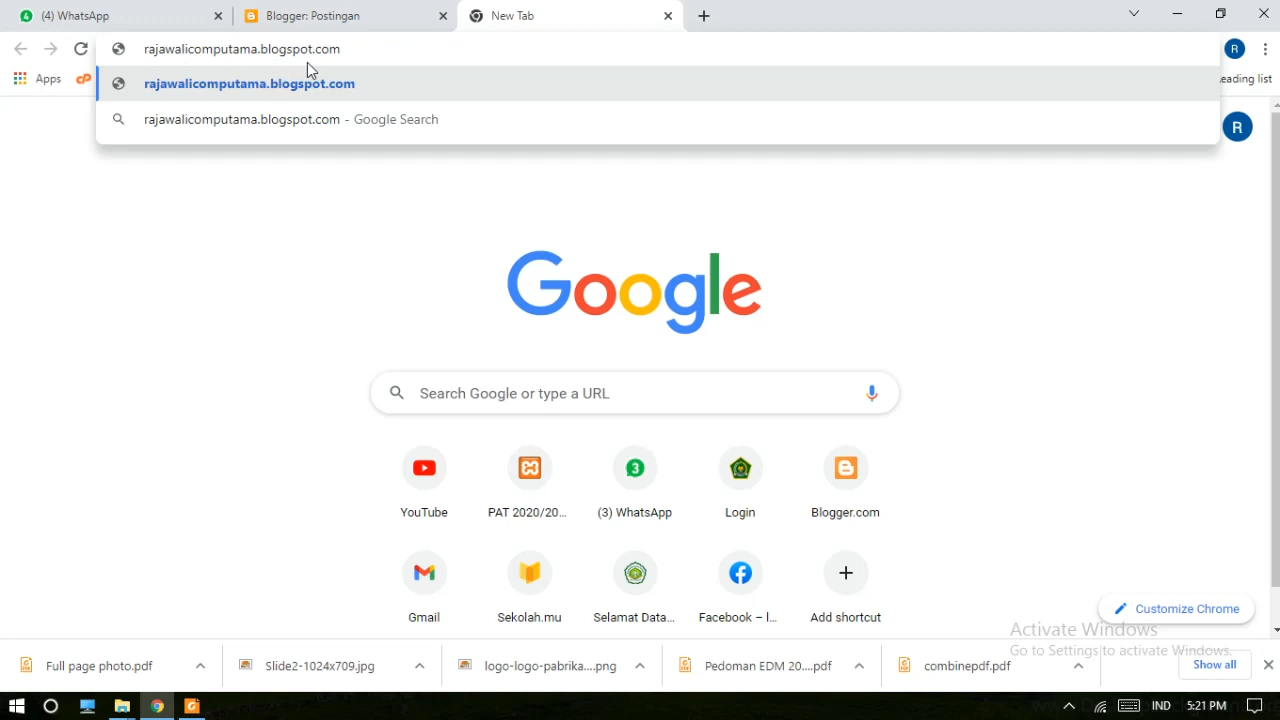 4 (4) WhatsApp
Blogger: Postingan
New Tab
rajawalicomputama.blogspot.com
R
Apps
cP
eading list
rajawalicomputama.blogspot.com
rajawalicomputama.blogspot.com - Google Search
R
Google
Search Google or type a URL
3
YouTube
PAT 2020/20...
(3) WhatsApp
Login
Blogger.com
Gmail
Sekolah.mu
Selamat Data...
Facebook – l...
Add shortcut
Customize Chrome
Activate Windows
Go to Settings to activate Windows.
Full page photo.pdf
Slide2-1024x709.jpg
logo-logo-pabrika....png
Pedoman EDM 20....pdf
combinepdf.pdf
Show all
IND
5:21 PM